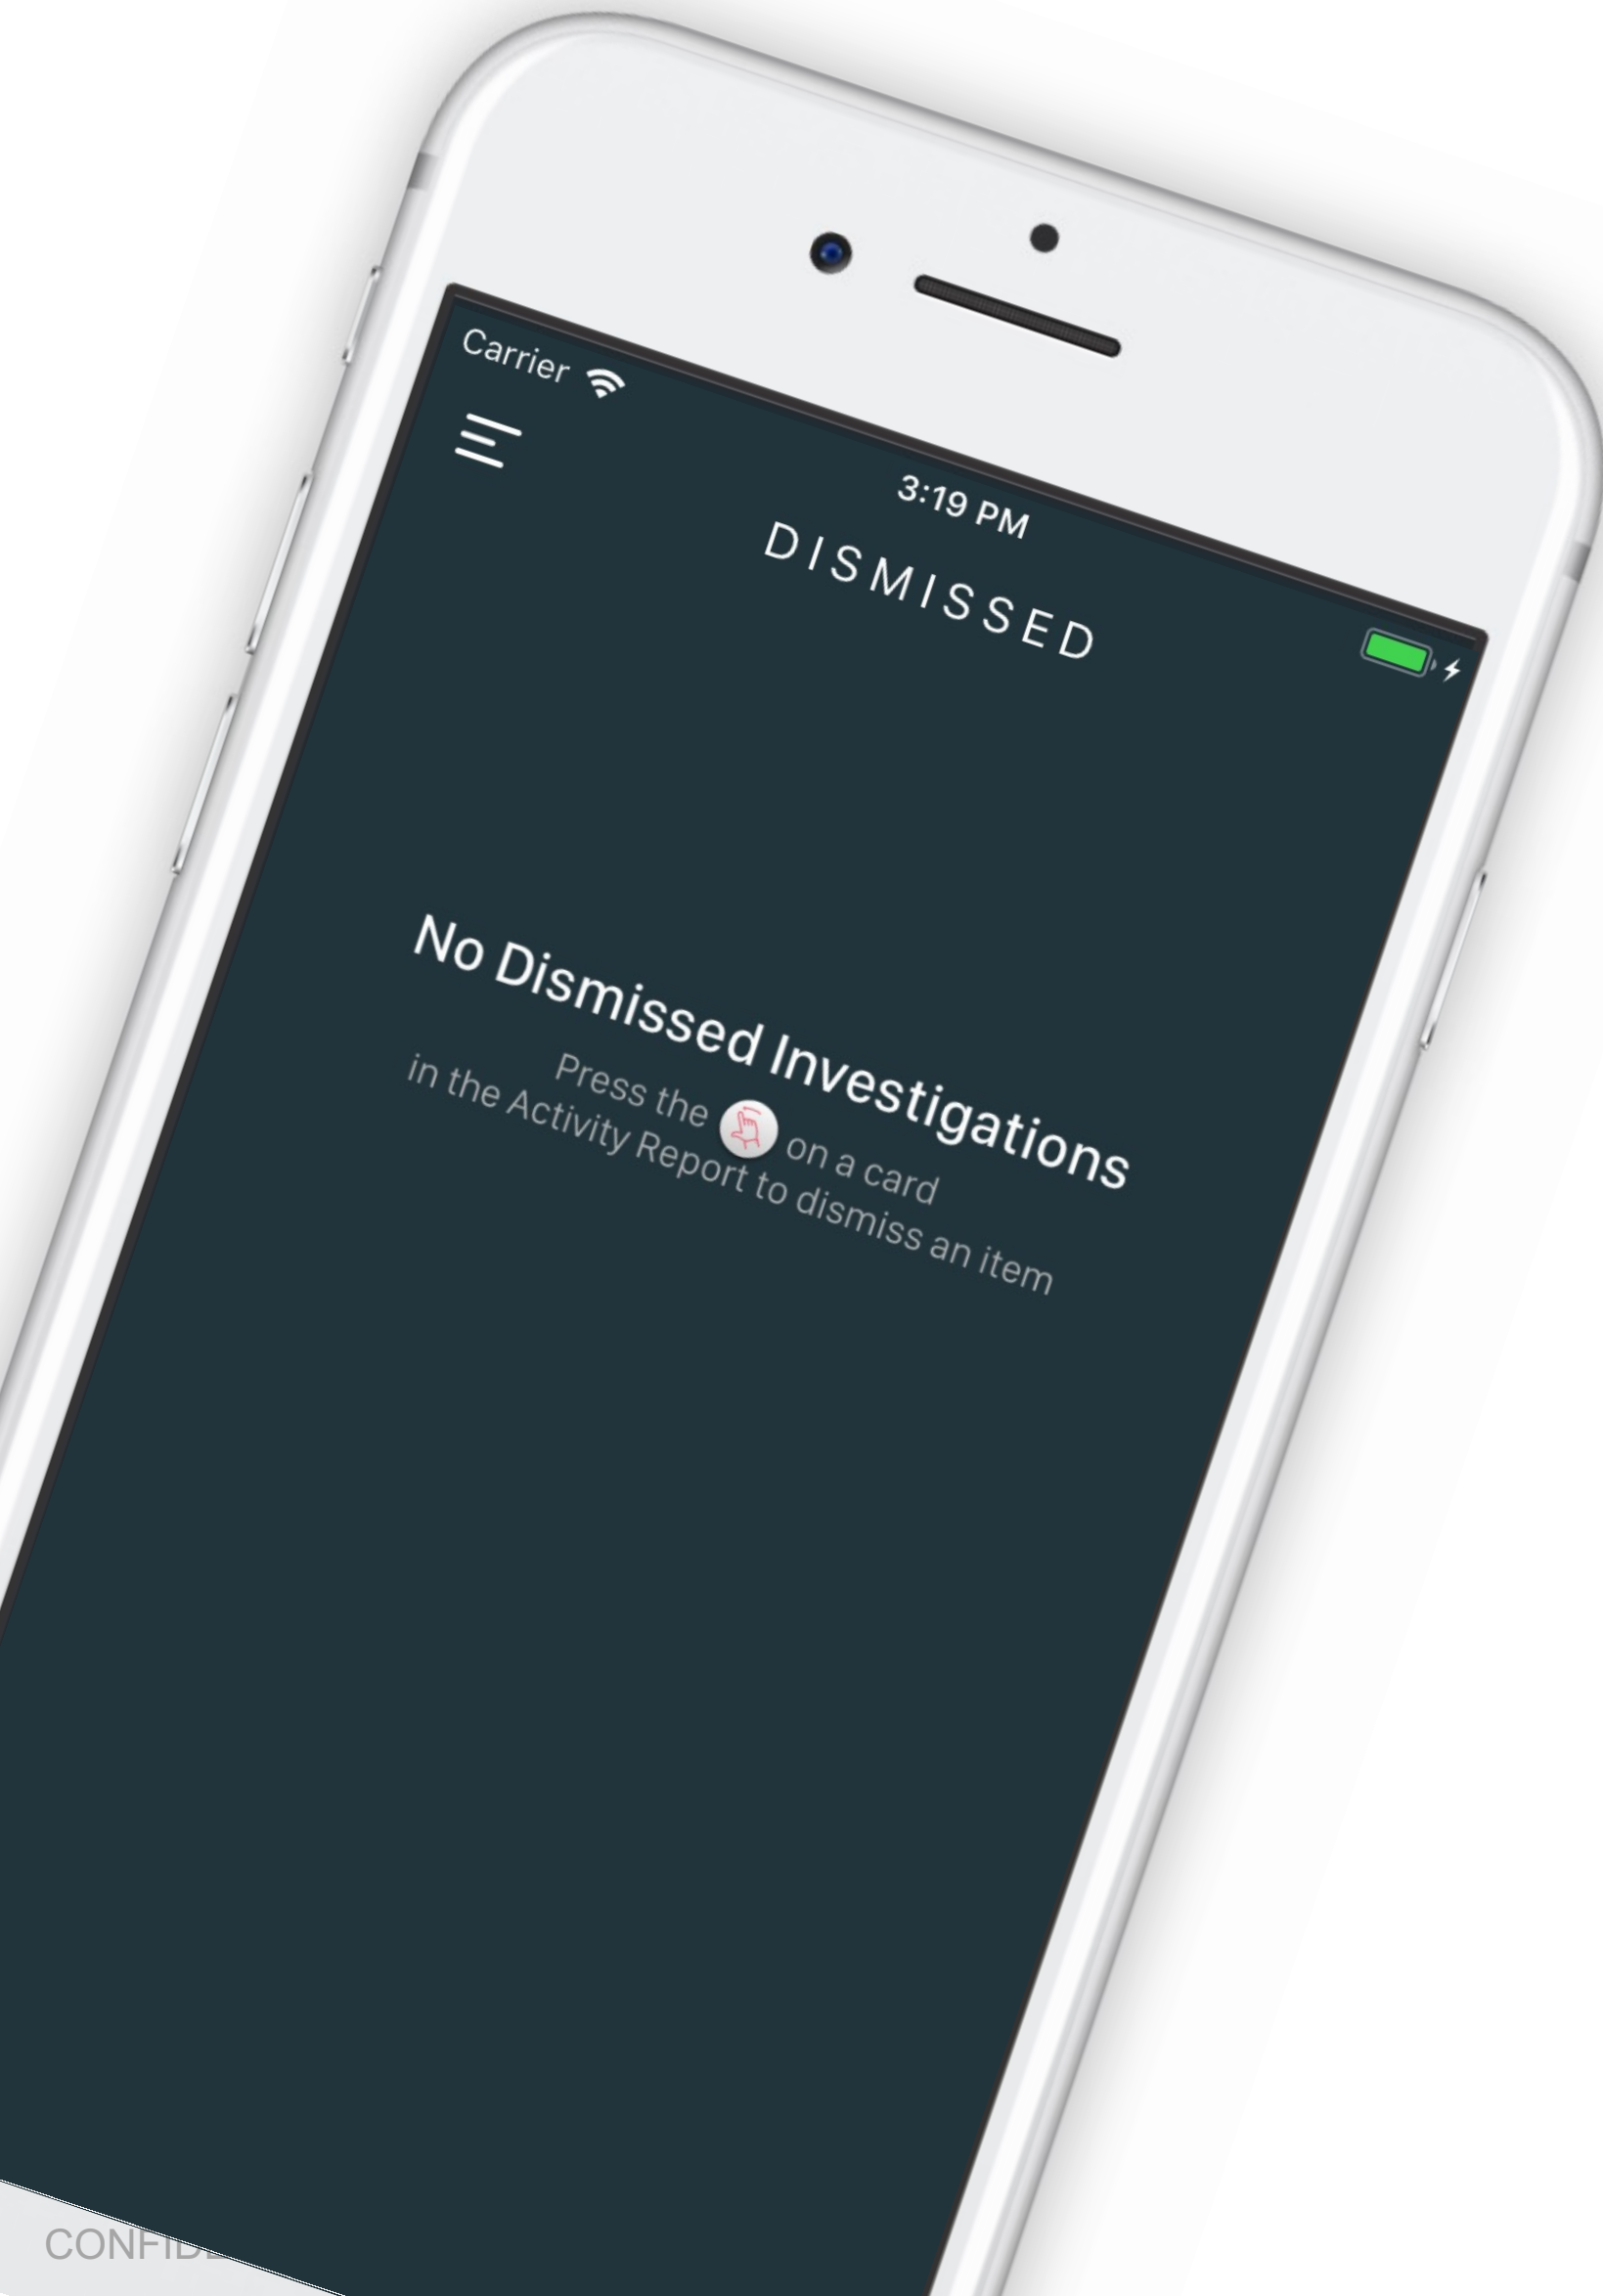 Carrier
3:19 PM
DISMISSED
No Dismissed Investigations
Press the on a card
in the Activity Report to dismiss an item